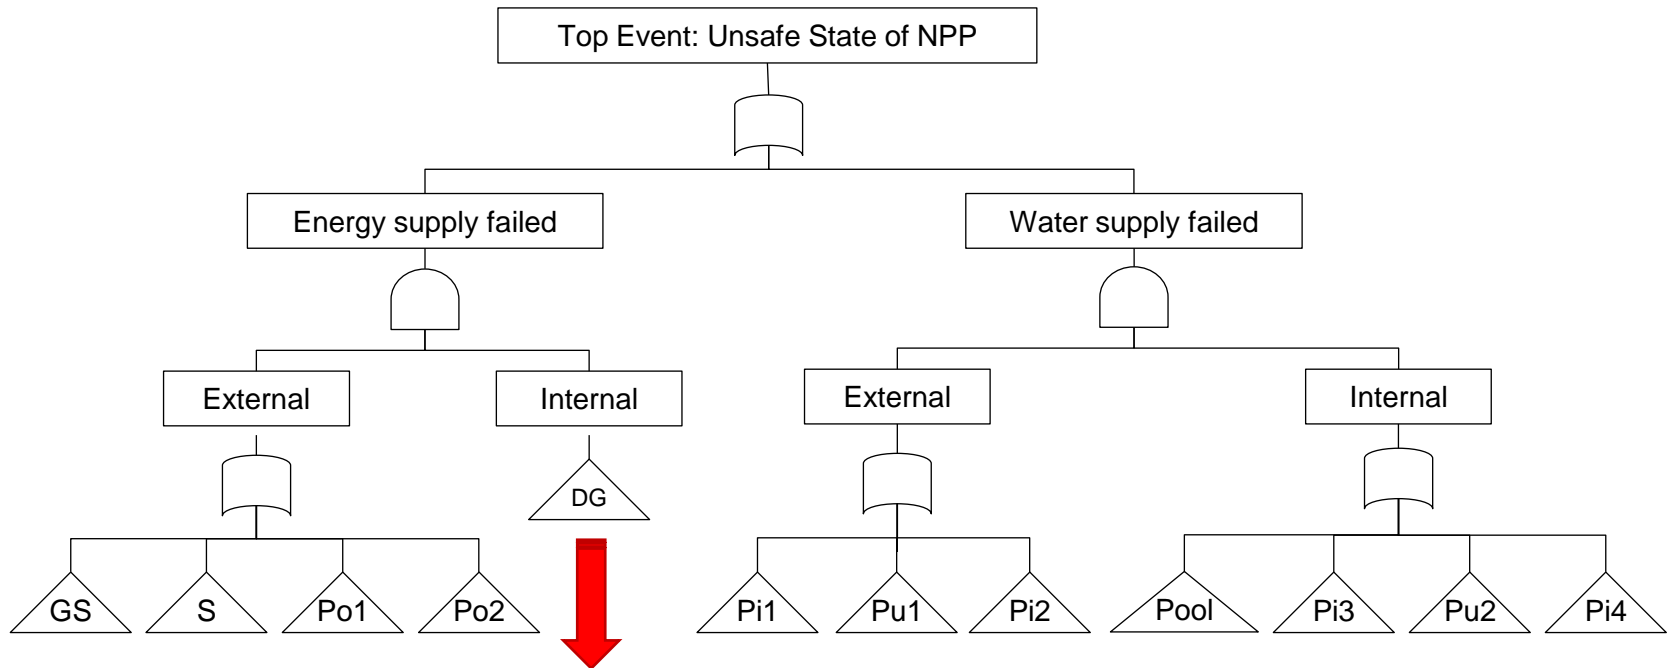 Top Event: Unsafe State of NPP
Energy supply failed
Water supply failed
External
Internal
External
Internal
DG
GS
S
Po1
Po2
Pi1
Pu1
Pi2
Pool
Pi3
Pu2
Pi4